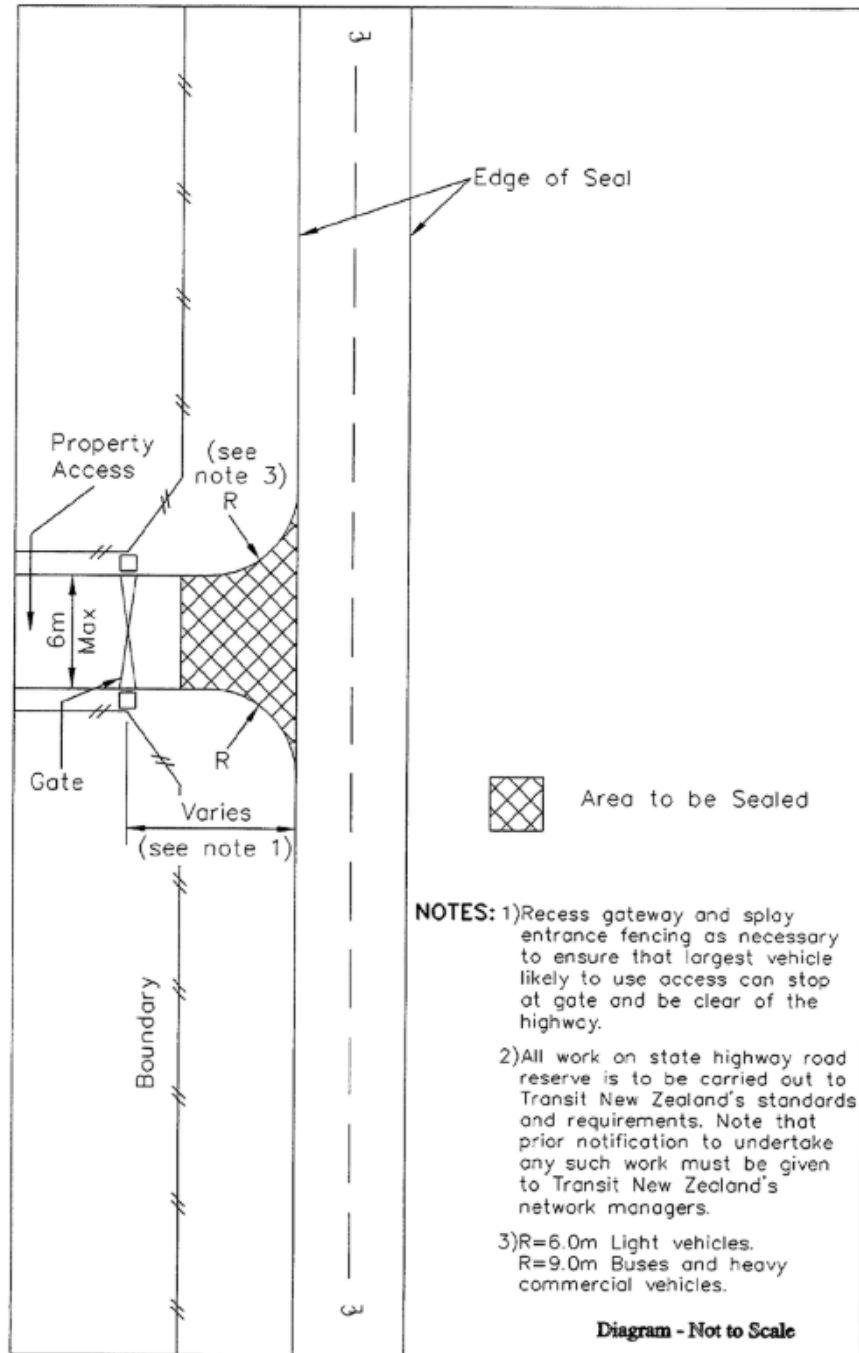 3
Edge of Seal
Property
Access
(see
note 3)
R
6m
Max
R
Gate
Varies
(see note 1)
Area to be Sealed
Boundary
NOTES: 1)Recess gateway and splay
entrance fencing as necessary
to ensure that largest vehicle
likely to use access can stop
at gate and be clear of the
highway.
2)All work on state highway road
reserve is to be carried out to
Transit New Zealand's standards
and requirements. Note that
prior notification to undertake
any such work must be given
to Transit New Zealand's
network managers.
3)R=6.0m Light vehicles.
R=9.0m Buses and heavy
commercial vehicles.
3
Diagram - Not to Scale